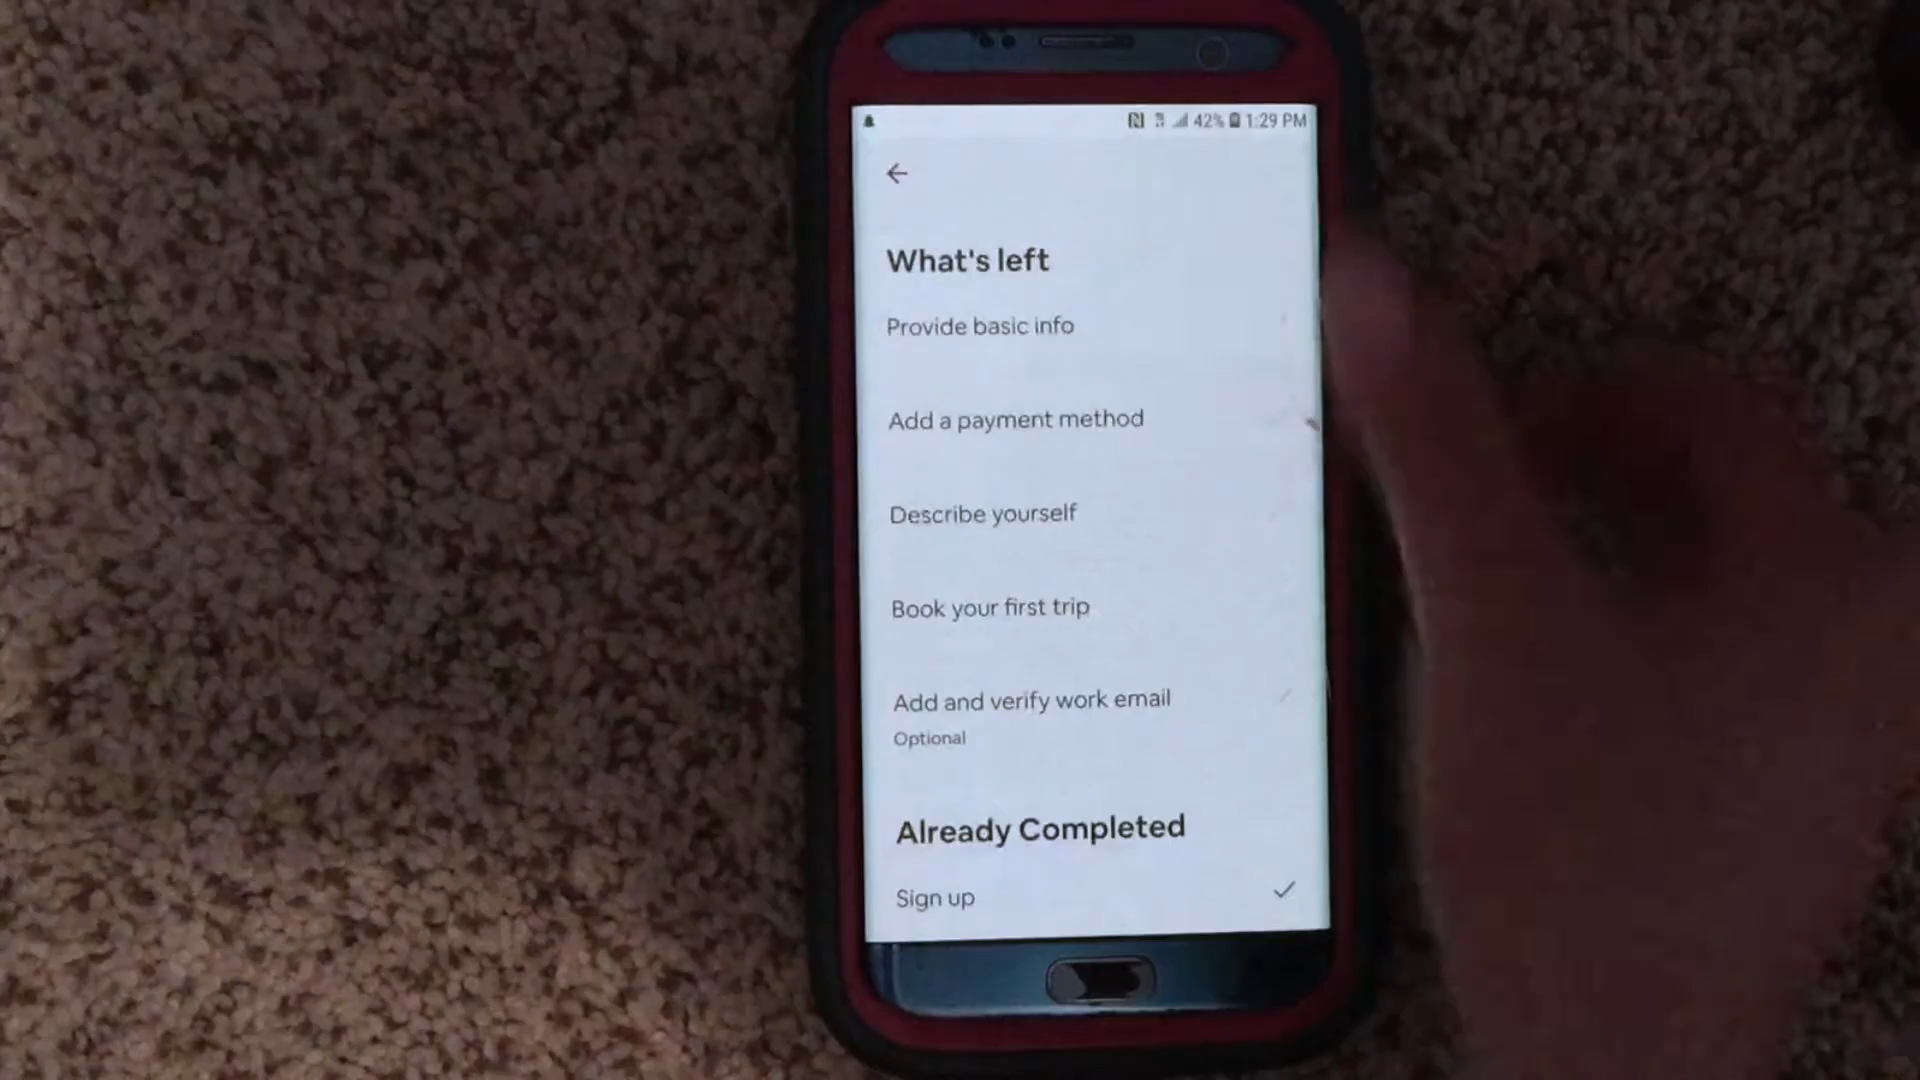 42% 1:29 PM
What's left
Provide basic info
Add a payment method
Describe yourself
Book your first trip
Add and verify work email
Optional
Already Completed
Sign up